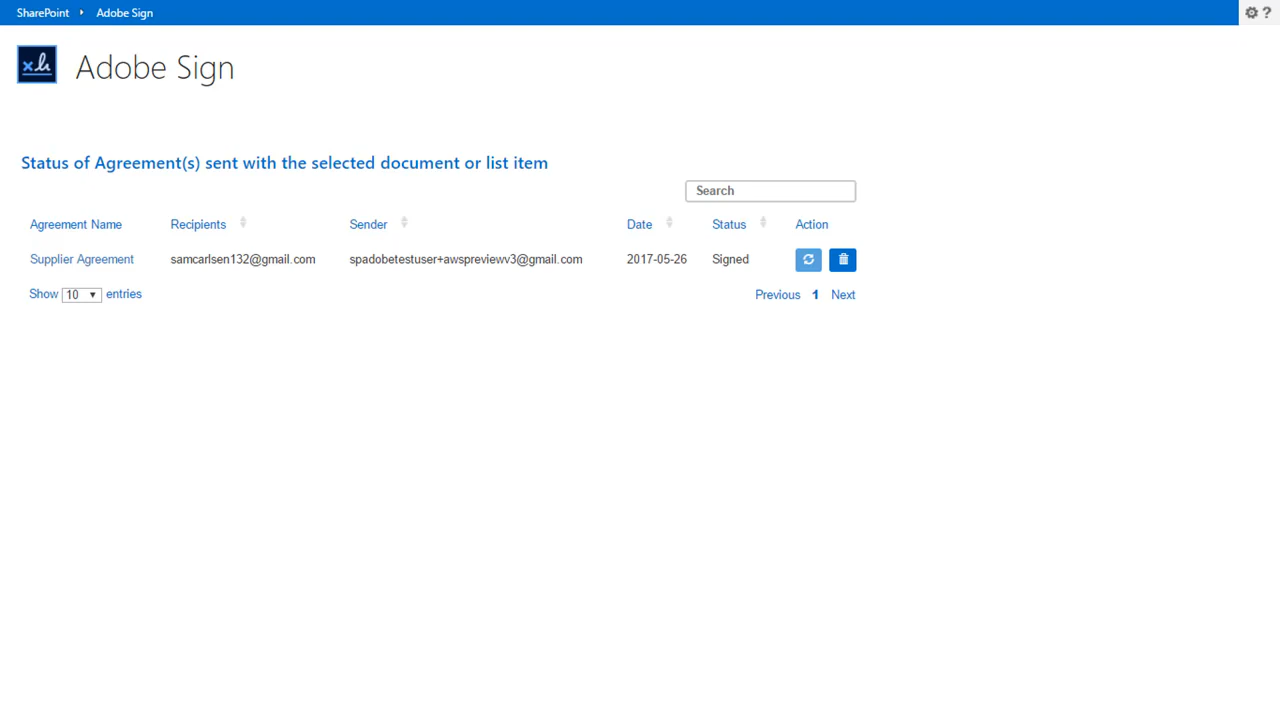 SharePoint Adobe Sign ?
Adobe Sign
Status of Agreement(s) sent with the selected document or list item
Search
Agreement Name Recipients Sender Date Status Action
Supplier Agreement samcarlsen132@gmail.com spadobetestuser+awspreviewv3@gmail.com 2017-05-26 Signed
Show 10 entries Previous 1 Next